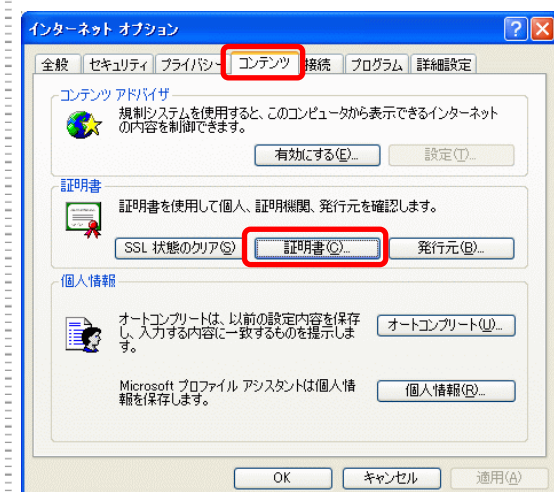 インターネット オプション
全般 セキュリティ プライバシー コンテンツ 接続 プログラム 詳細設定
コンテンツ アドバイザ
規制システムを使用すると、このコンピュータから表示できるインターネット
の内容を制御できます。
有効にする(E)... 設定(T)...
証明書
証明書を使用して個人、証明機関、発行元を確認します。
SSL 状態のクリア(S) 証明書(C)... 発行元(B)...
個人情報
オートコンプリートは、以前の設定内容を保存
し、入力する内容に一致するものを提示しま
す。
オートコンプリート(U)...
Microsoft プロファイル アシスタントは個人情
報を保存します。
個人情報(R)...
OK キャンセル 適用(A)